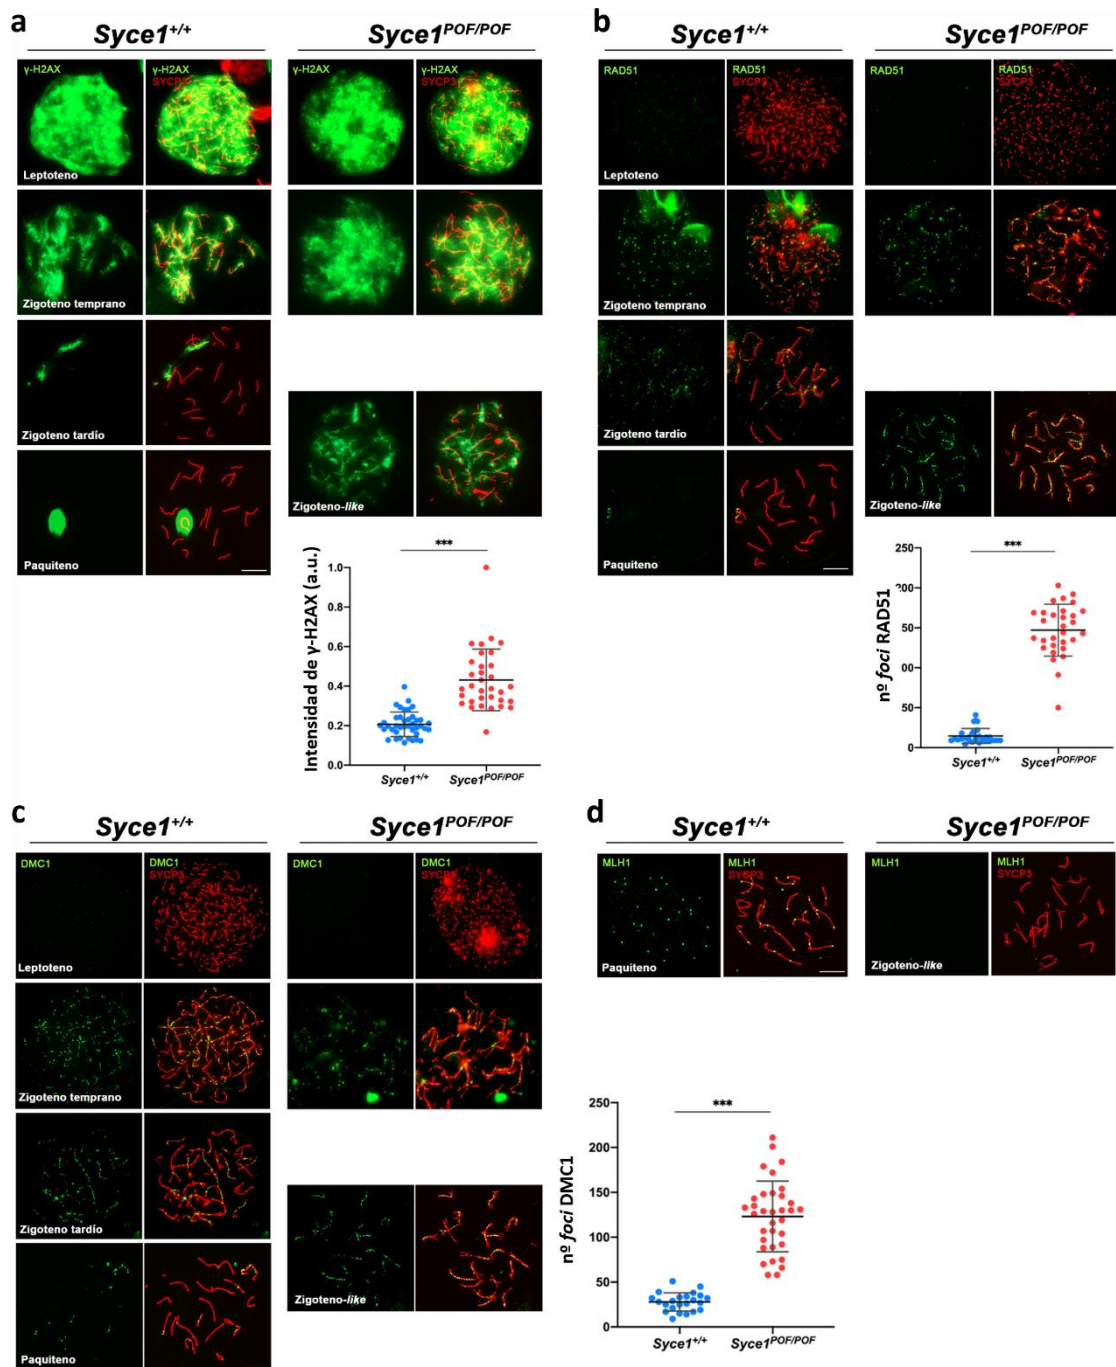 a
Syce1+/+
Syce1POF/POF
γ-H2AX
γ-H2AX
SYCP3
γ-H2AX
γ-H2AX
SYCP3
Leptoteno
Zigoteno temprano
Zigoteno tardío
Zigoteno-like
Paquiteno
Intensidad de γ-H2AX (a.u.)
***
1.0
0.8
0.6
0.4
0.2
0.0
Syce1+/+
Syce1POF/POF
b
Syce1+/+
Syce1POF/POF
RAD51
RAD51
SYCP3
RAD51
RAD51
SYCP3
Leptoteno
Zigoteno temprano
Zigoteno tardío
Zigoteno-like
Paquiteno
nº foci RAD51
***
250
200
50
00
50
0
Syce1+/+
Syce1POF/POF
c
Syce1+/+
Syce1POF/POF
DMC1
DMC1
SYCP3
DMC1
DMC1
SYCP3
Leptoteno
Zigoteno temprano
Zigoteno tardío
Zigoteno-like
Paquiteno
d
Syce1+/+
Syce1POF/POF
MLH1
MLH1
SYCP3
MLH1
MLH1
SYCP3
Paquiteno
Zigoteno-like
nº foci DMC1
***
250
200
150
100
50
0
Syce1+/+
Syce1POF/POF